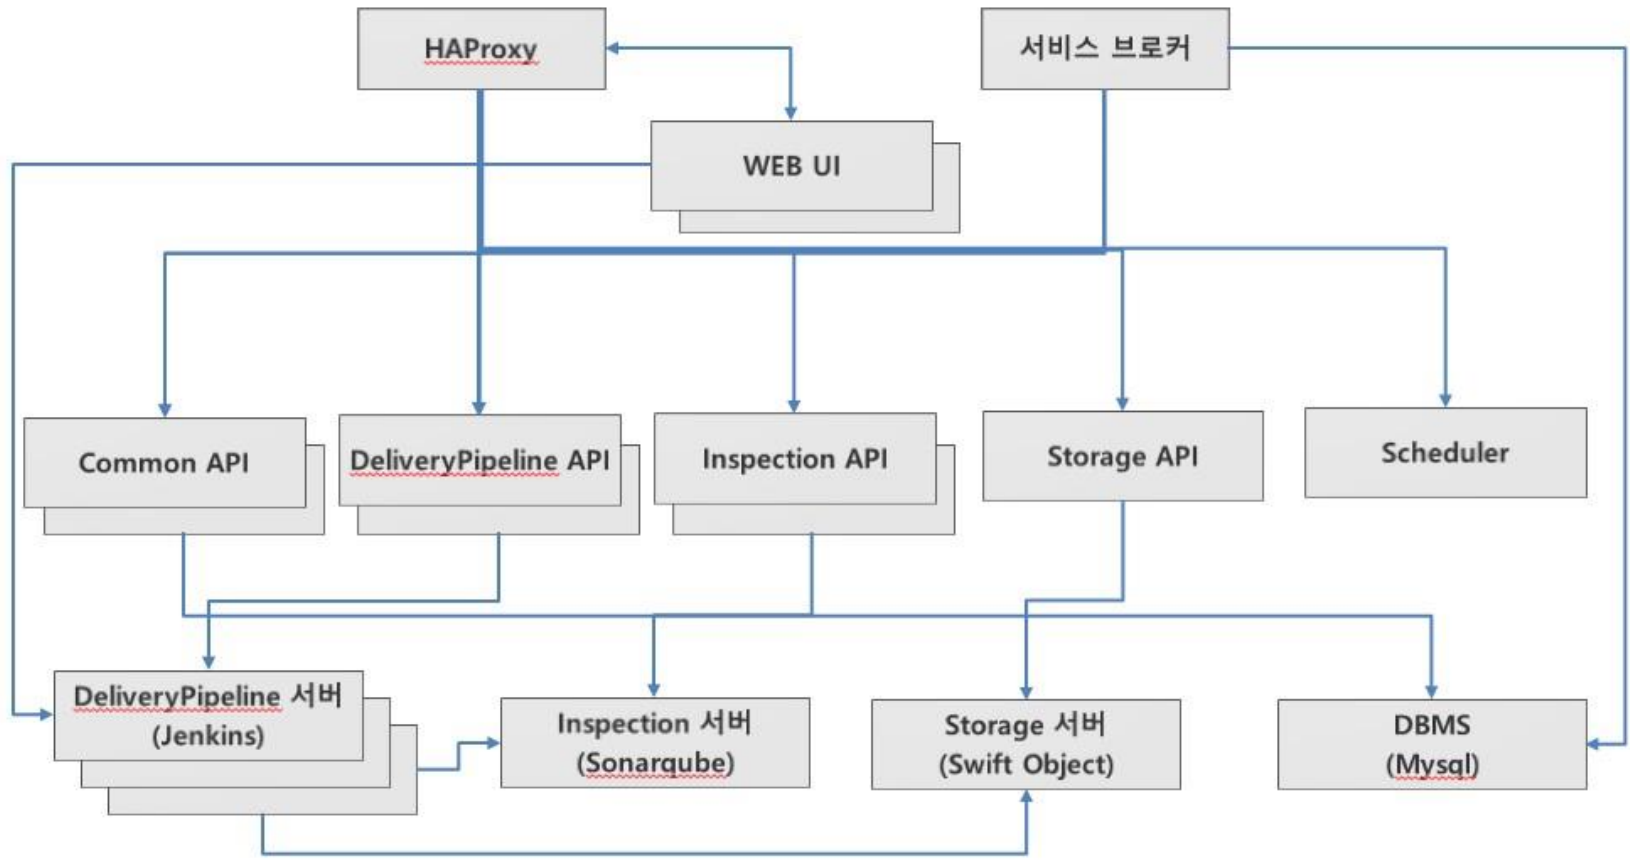 HAProxy
서비스 브로커
WEB UI
Common API
DeliveryPipeline API
Inspection API
Storage API
Scheduler
DeliveryPipeline 서버
(Jenkins)
Inspection 서버
(Sonarqube)
Storage 서버
(Swift Object)
DBMS
(Mysql)